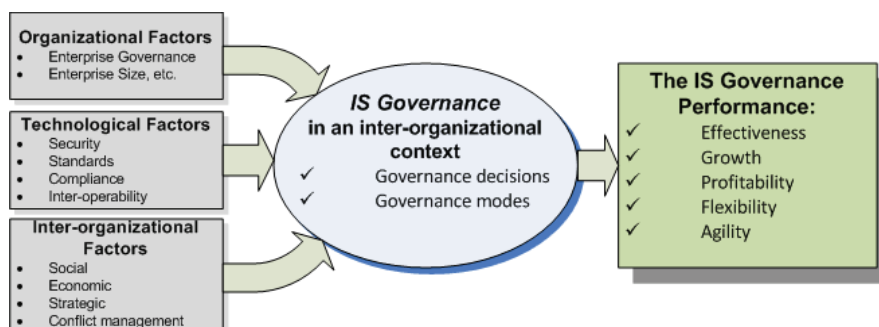 Organizational Factors
• Enterprise Governance
• Enterprise Size, etc.
Technological Factors
• Security
• Standards
• Compliance
• Inter-operability
Inter-organizational
Factors
• Social
• Economic
• Strategic
• Conflict management
IS Governance
in an inter-organizational
context
✓ Governance decisions
✓ Governance modes
The IS Governance
Performance:
✓ Effectiveness
✓ Growth
✓ Profitability
✓ Flexibility
✓ Agility